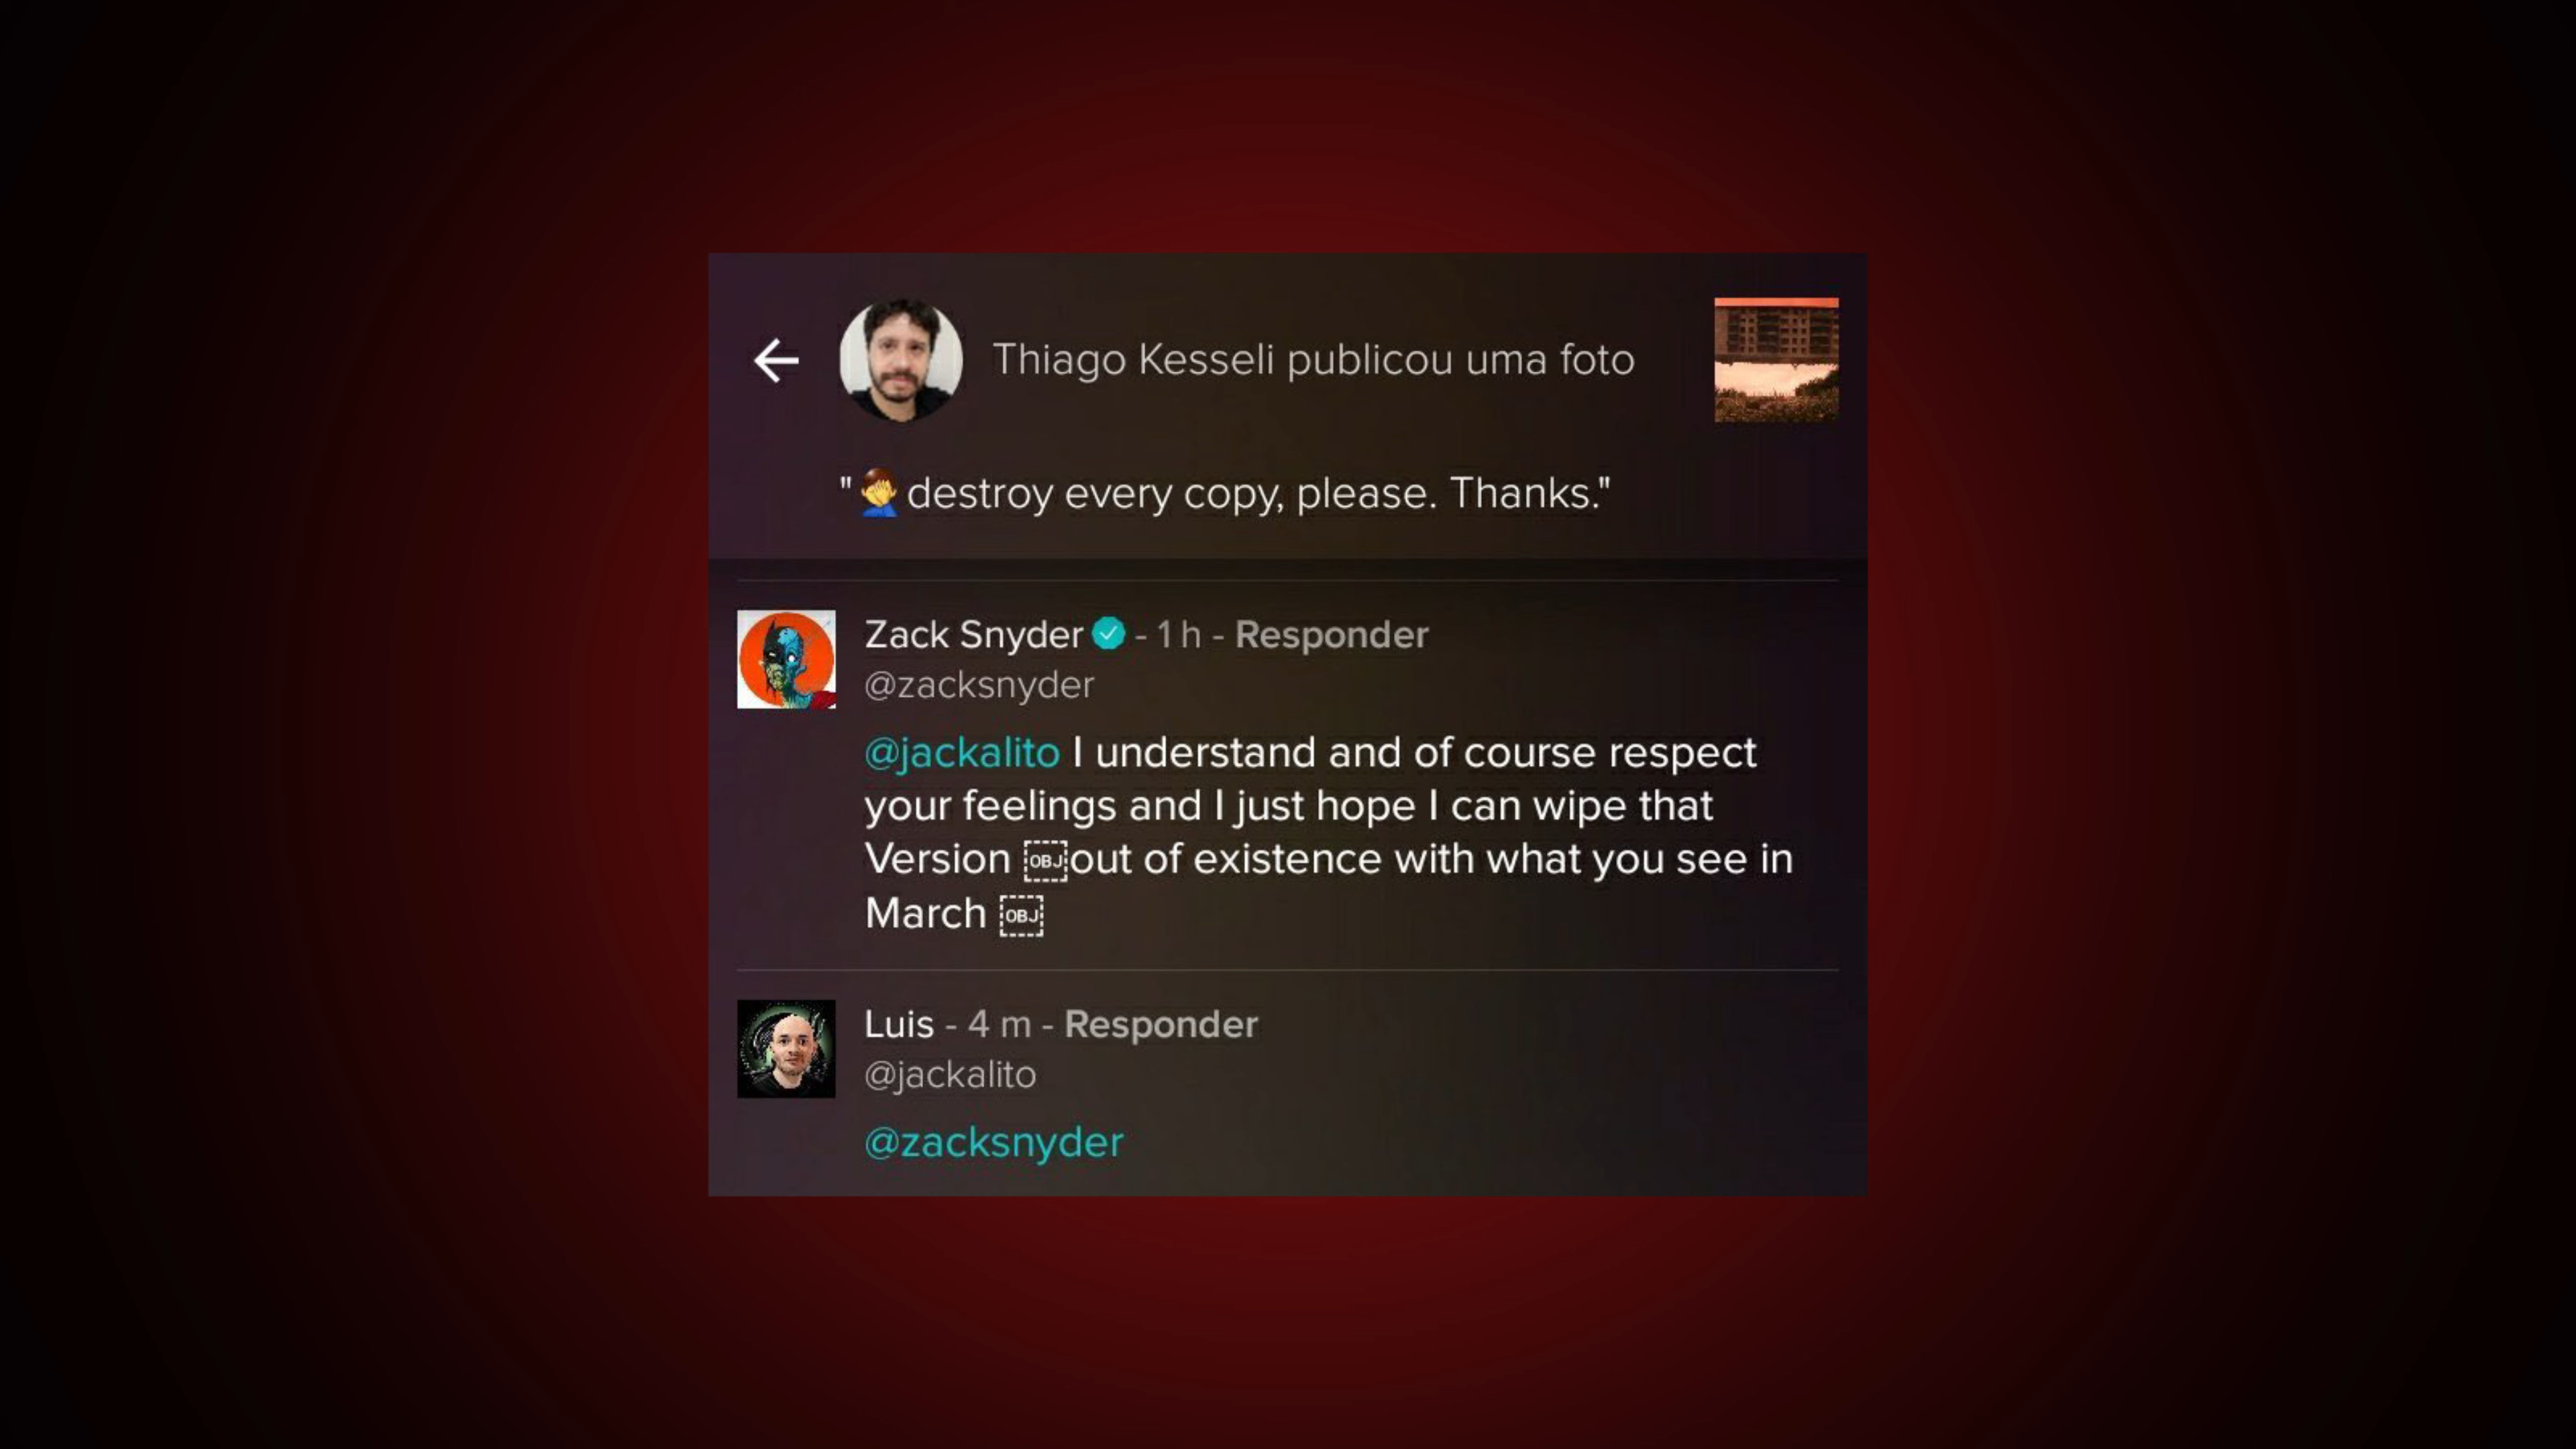 Thiago Kesseli publicou uma foto
"🤦‍♂️ destroy every copy, please. Thanks."
Zack Snyder - 1 h - Responder
@zacksnyder
@jackalito I understand and of course respect
your feelings and I just hope I can wipe that
Version ￼out of existence with what you see in
March ￼
Luis - 4 m - Responder
@jackalito
@zacksnyder